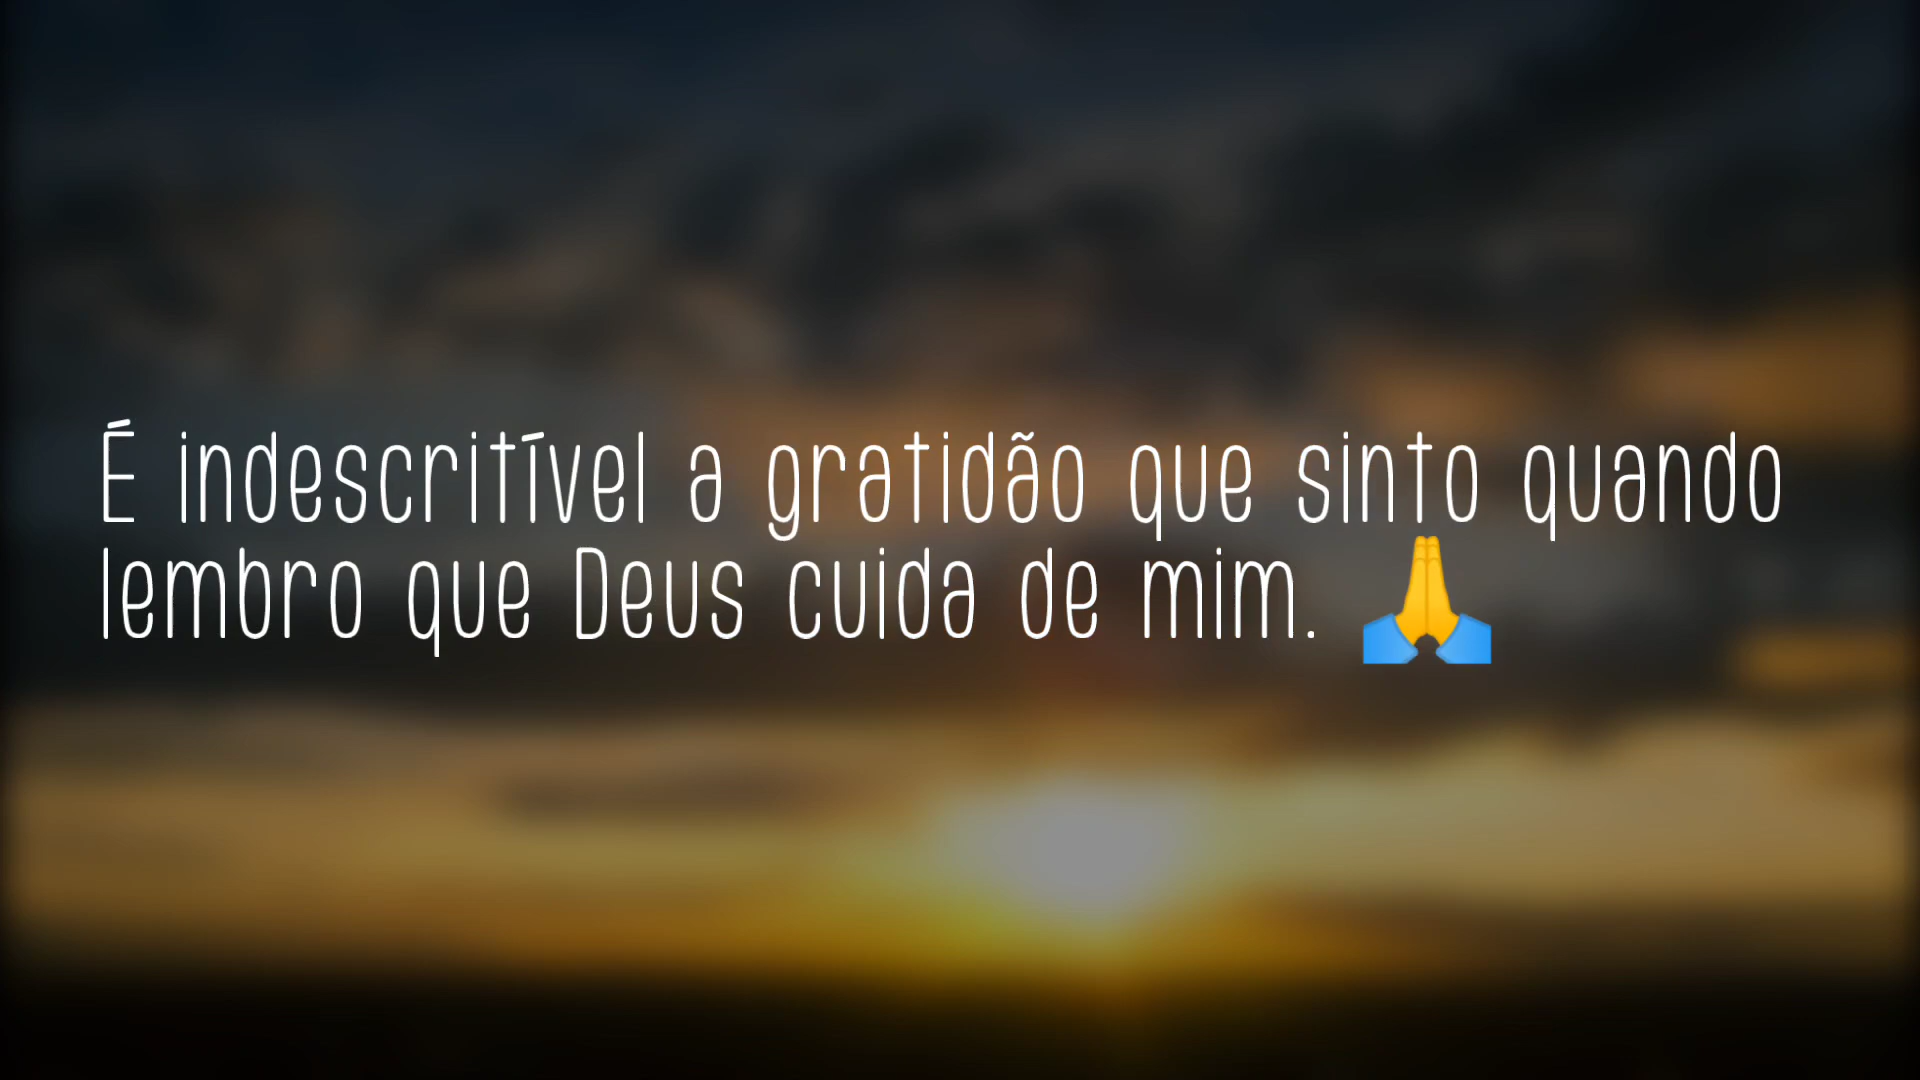 É indescritível a gratidão que sinto quando
lembro que Deus cuida de mim. 🙏